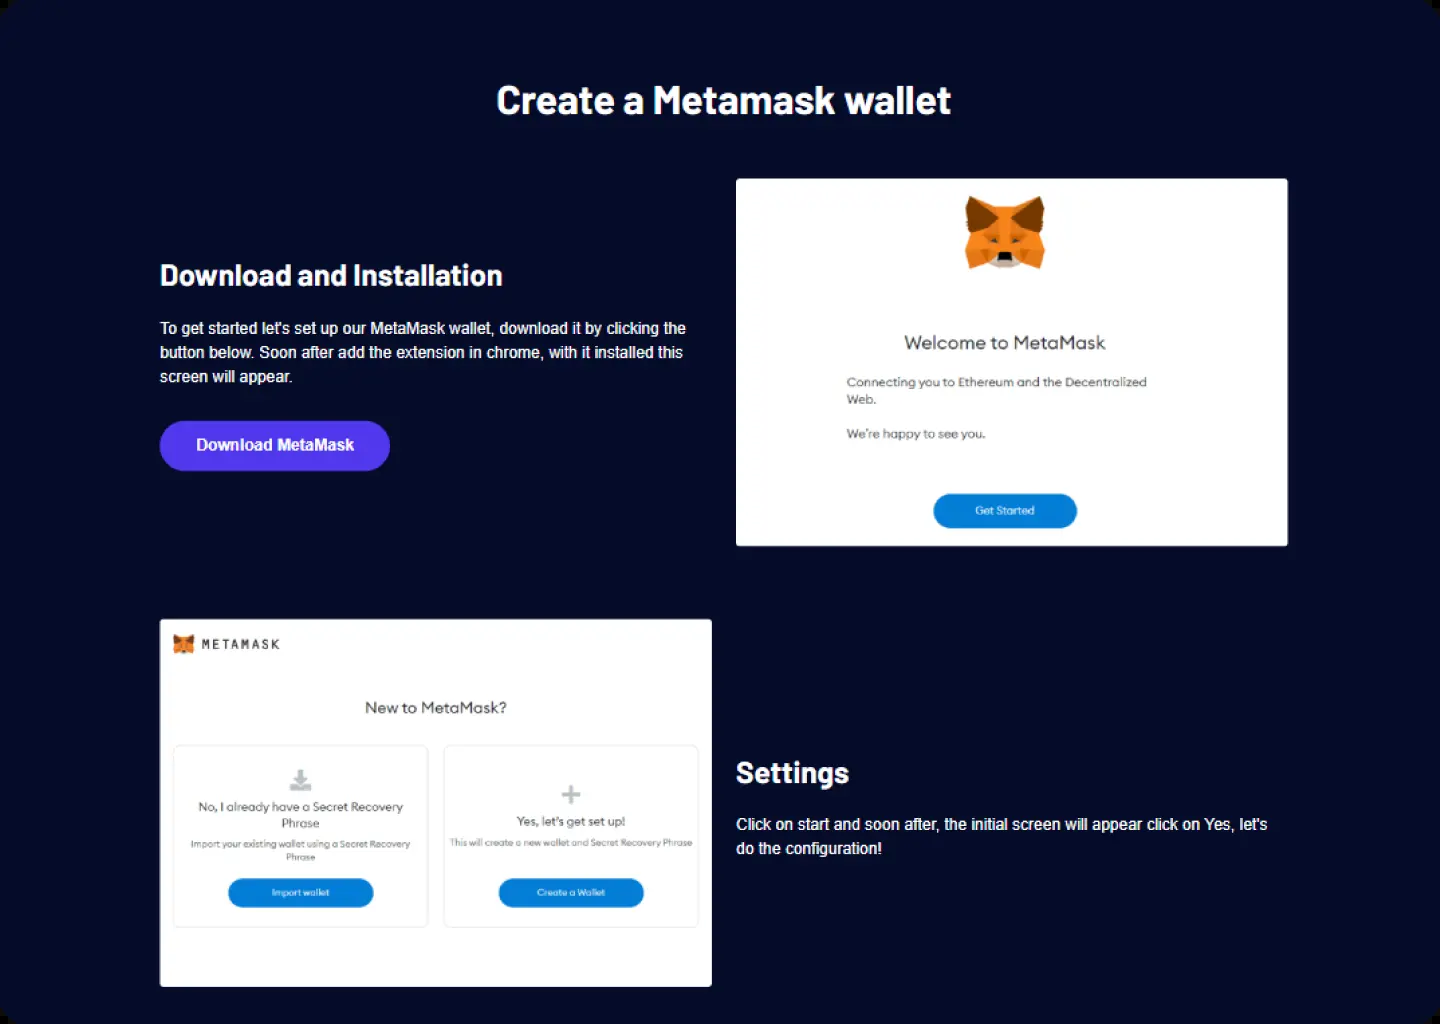 Create a Metamask wallet
Download and Installation
To get started let's set up our MetaMask wallet, download it by clicking the
button below. Soon after add the extension in chrome, with it installed this
screen will appear.
Download MetaMask
Welcome to MetaMask
Connecting you to Ethereum and the Decentralized
Web.
We're happy to see you.
Get Started
METAMASK
New to MetaMask?
No, I already have a Secret Recovery
Phrase
Import your existing wallet using a Secret Recovery
Phrase
Import wallet
Yes, let's get set up!
This will create a new wallet and Secret Recovery Phrase
Create a Wallet
Settings
Click on start and soon after, the initial screen will appear click on Yes, let's
do the configuration!